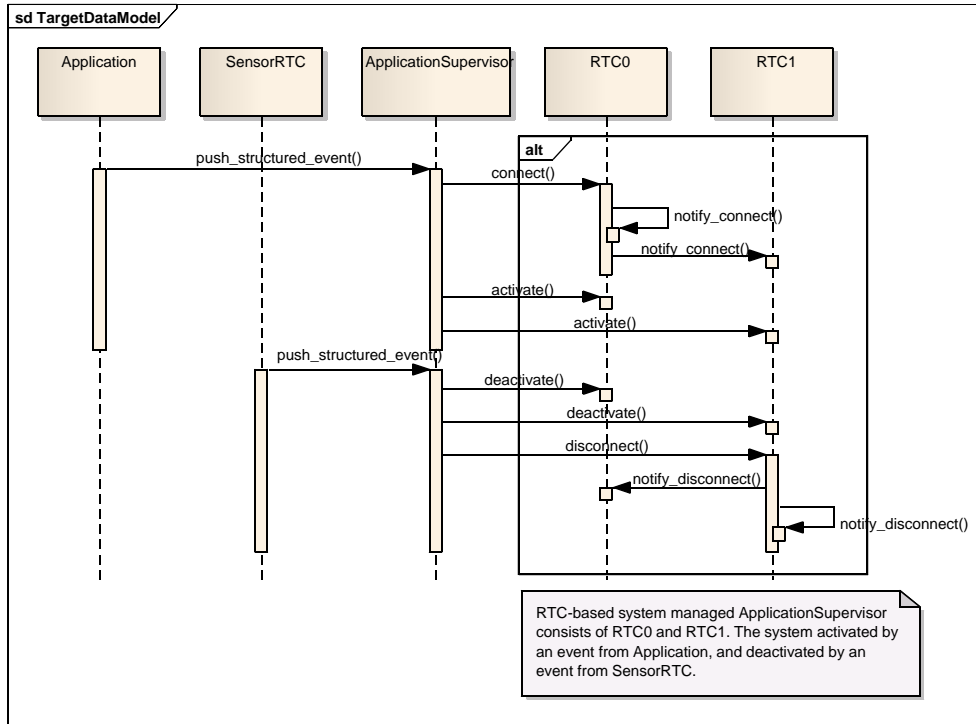 sd TargetDataModel
Application
SensorRTC
ApplicationSupervisor
RTC0
RTC1
alt
push_structured_event()
connect()
notify_connect()
notify_connect()
activate()
activate()
push_structured_event()
deactivate()
deactivate()
disconnect()
notify_disconnect()
notify_disconnect()
RTC-based system managed ApplicationSupervisor
consists of RTC0 and RTC1. The system activated by
an event from Application, and deactivated by an
event from SensorRTC.